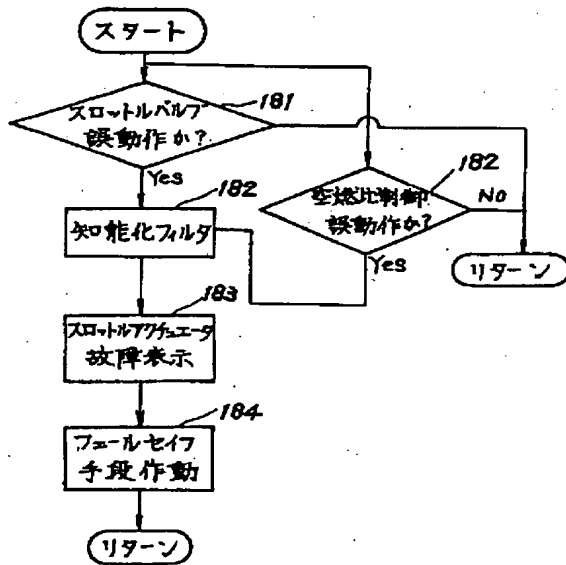 スタート
181
スロットルバルブ
誤動作か?
Yes
182
空燃比制御
誤動作か?
No
Yes
182
知能化フィルタ
リターン
183
スロットルアクチュエータ
故障表示
184
フェールセイフ
手段作動
リターン